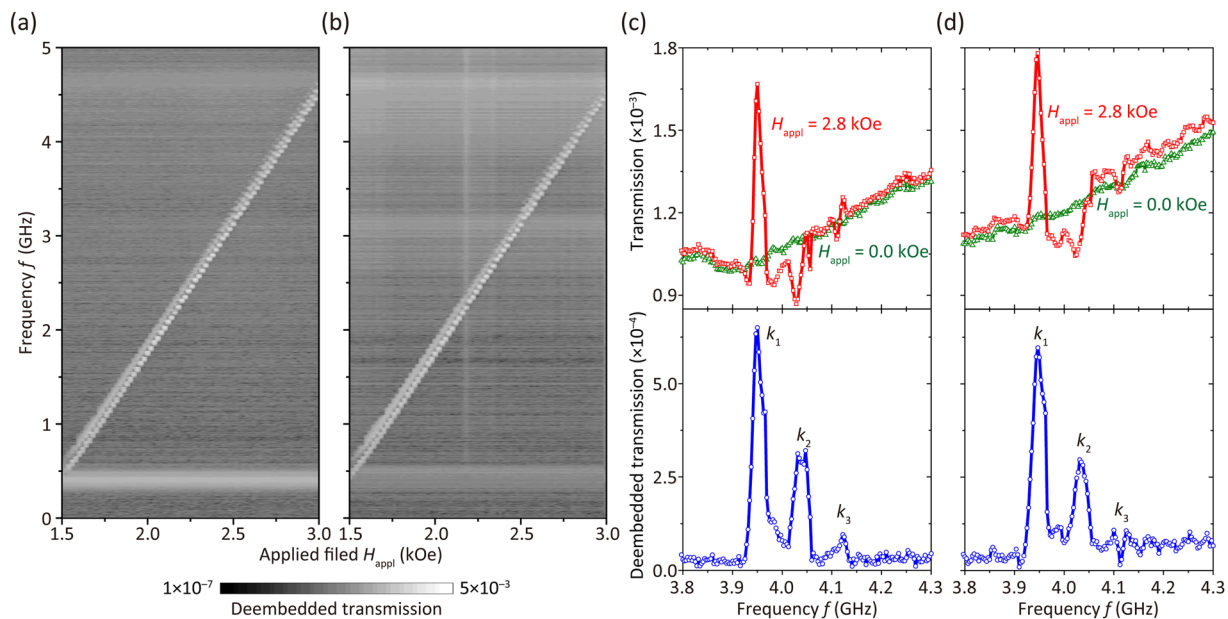 (a)
(b)
(c)
(d)
5
4
3
2
1
0
Frequency f (GHz)
1.5
2.0
2.5
3.0
1.5
2.0
2.5
3.0
Applied filed Happl (kOe)
1×10−7
5×10−3
Deembedded transmission
1.8
1.5
1.2
0.9
Transmission (×10−3)
Happl = 2.8 kOe
Happl = 0.0 kOe
Happl = 2.8 kOe
Happl = 0.0 kOe
5.0
2.5
0.0
Deembedded transmission (×10−4)
k1
k2
k3
k1
k2
k3
3.8
3.9
4.0
4.1
4.2
4.3
3.8
3.9
4.0
4.1
4.2
4.3
Frequency f (GHz)
Frequency f (GHz)